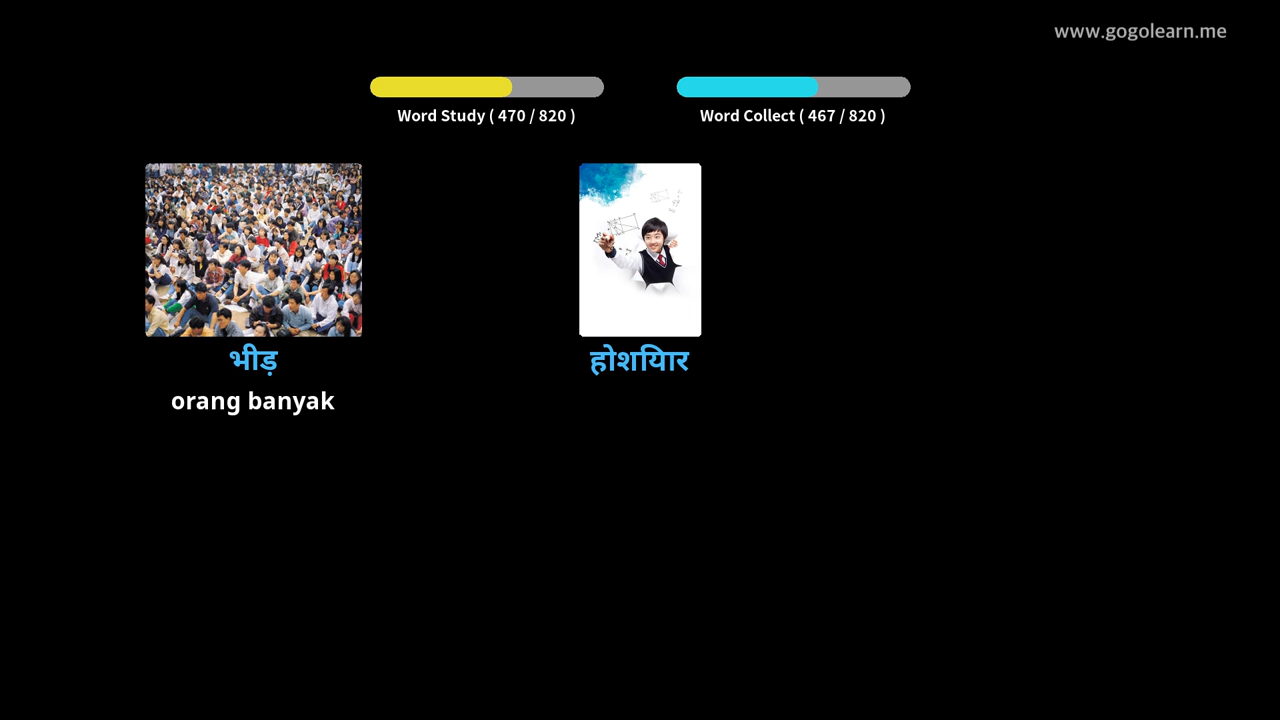 www.gogolearn.me
Word Study ( 470 / 820 )
Word Collect ( 467 / 820 )
भीड़
orang banyak
होशियार